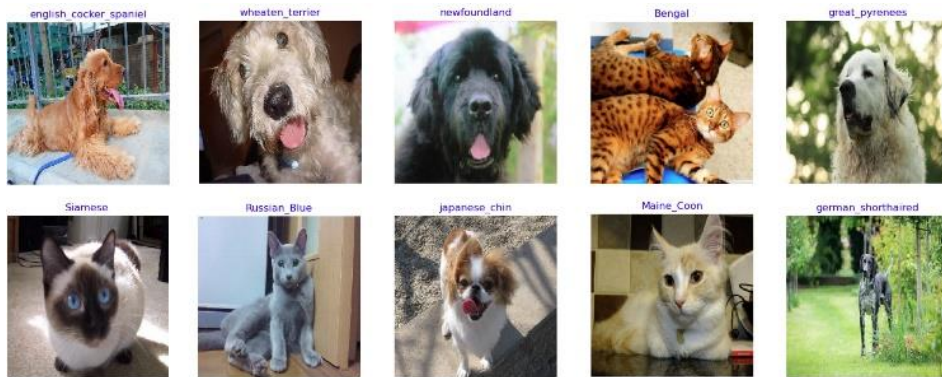 english_cocker_spaniel
wheaten_terrier
newfoundland
Bengal
great_pyrenees
Siamese
Russian_Blue
japanese_chin
Maine_Coon
german_shorthaired